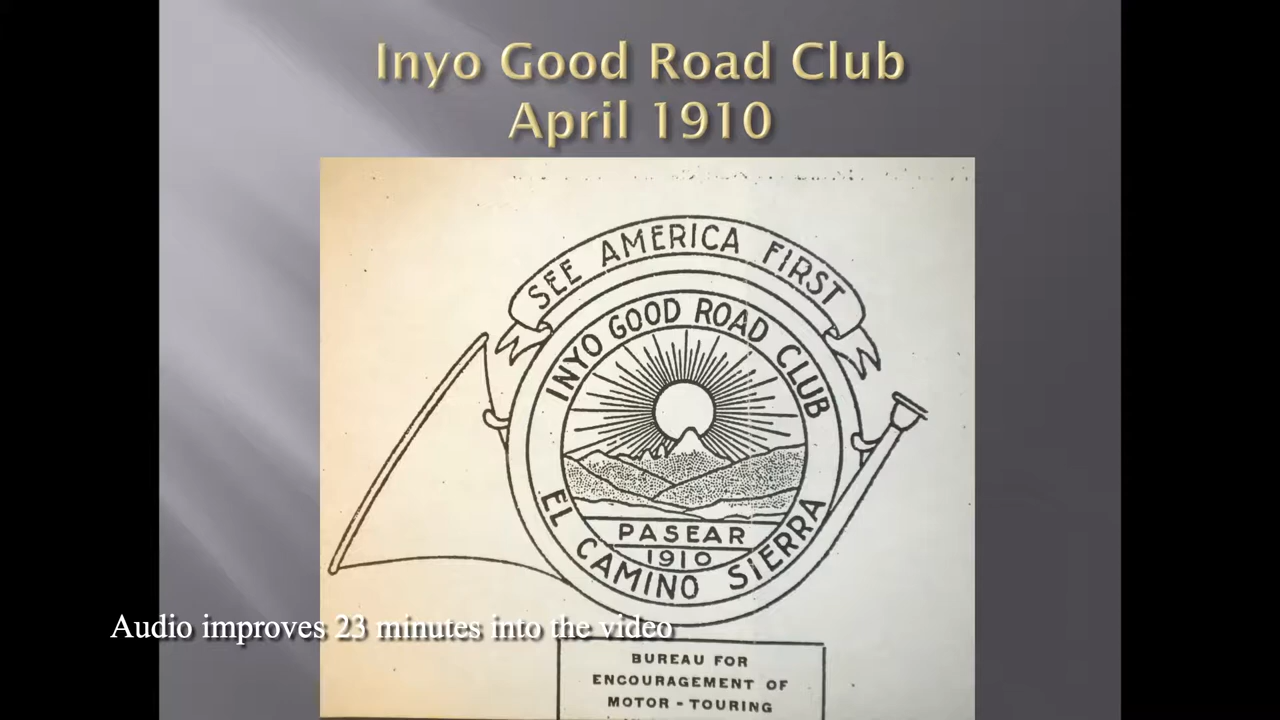 Inyo Good Road Club
April 1910
SEE AMERICA FIRST
INYO GOOD ROAD CLUB
PASEAR
1910
EL CAMINO SIERRA
Audio improves 23 minutes into the video
BUREAU FOR
ENCOURAGEMENT OF
MOTOR - TOURING